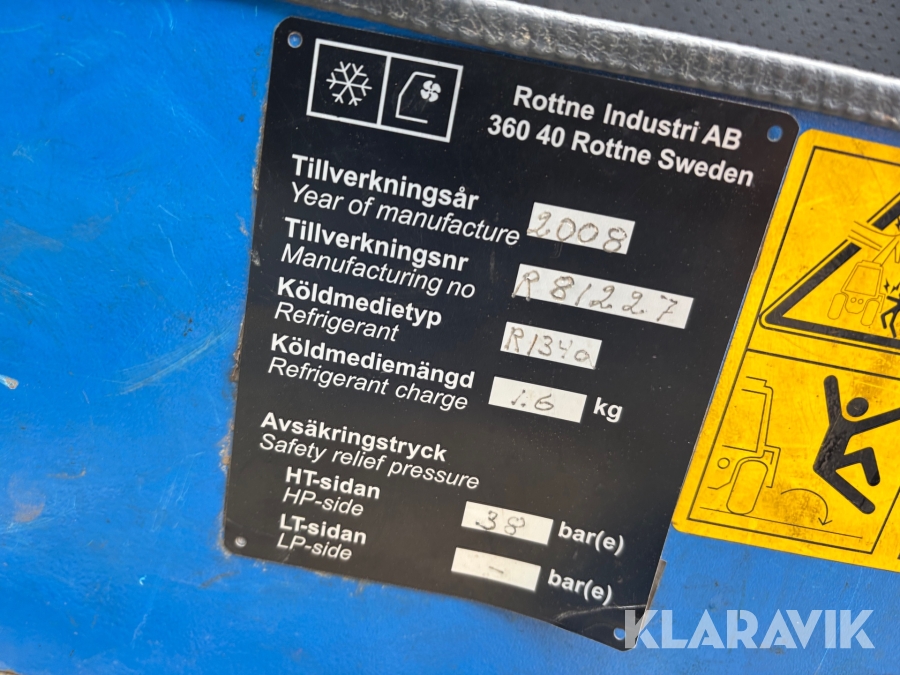 Rottne Industri AB
360 40 Rottne Sweden
Tillverkningsår
Year of manufacture 2008
Tillverkningsnr
Manufacturing no R 81227
Köldmedietyp
Refrigerant R134a
Köldmediemängd
Refrigerant charge 1.6 kg
Avsäkringstryck
Safety relief pressure
HT-sidan
HP-side 38 bar(e)
LT-sidan
LP-side - bar(e)
KLARAVIK